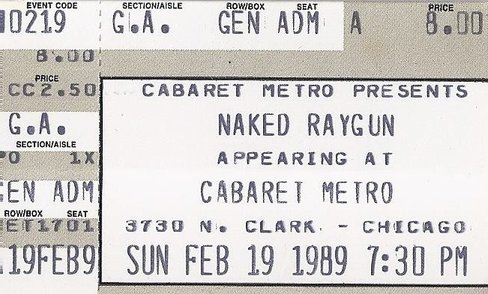 EVENT CODE SECTION/AISLE ROW/BOX SEAT PRICE
0219 G.A. GEN ADM A 8.00
8.00
PRICE
CC2.50
G.A.
SECTION/AISLE
1X
EN ADM
ROW/BOX SEAT
ET1701
19FEB9
CABARET METRO PRESENTS
NAKED RAYGUN
APPEARING AT
CABARET METRO
3730 N. CLARK - CHICAGO
SUN FEB 19 1989 7:30 PM